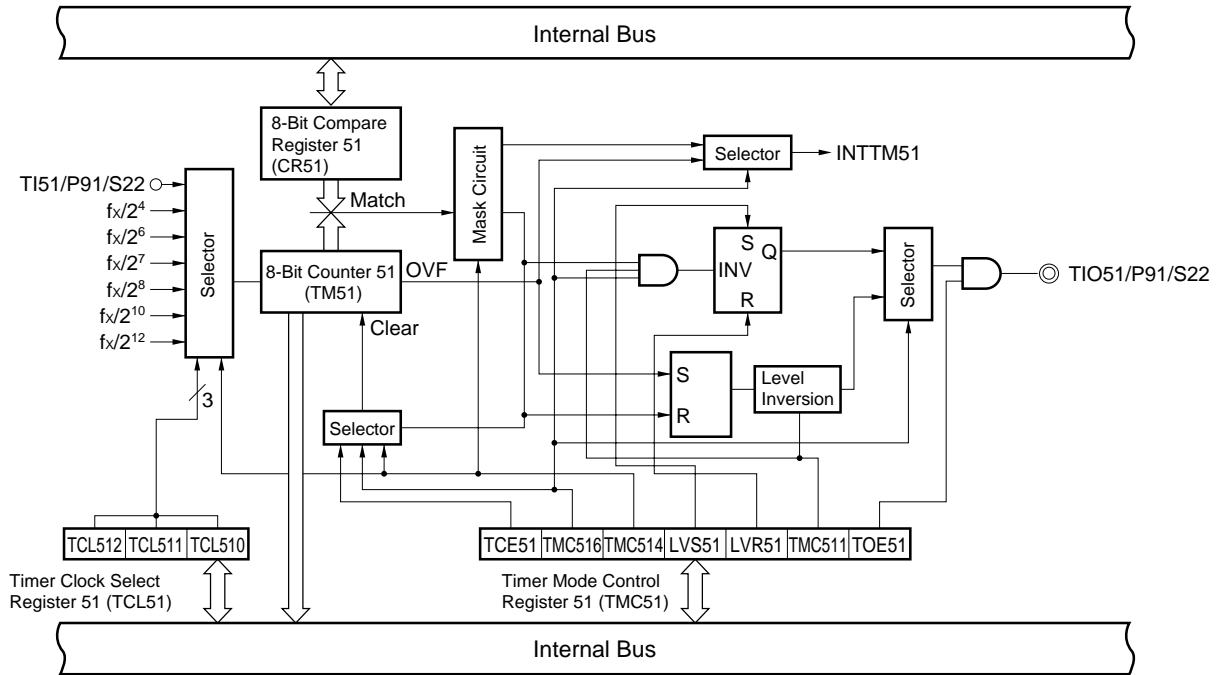 Internal Bus
8-Bit Compare
Register 51
(CR51)
Mask Circuit
Selector
INTTM51
TI51/P91/S22
fx/2⁴
fx/2⁶
fx/2⁷
fx/2⁸
fx/2¹⁰
fx/2¹²
Selector
Match
8-Bit Counter 51
(TM51)
OVF
Clear
S
Q
INV
R
Selector
TIO51/P91/S22
S
R
Level
Inversion
3
Selector
TCL512 TCL511 TCL510
Timer Clock Select
Register 51 (TCL51)
TCE51 TMC516 TMC514 LVS51 LVR51 TMC511 TOE51
Timer Mode Control
Register 51 (TMC51)
Internal Bus